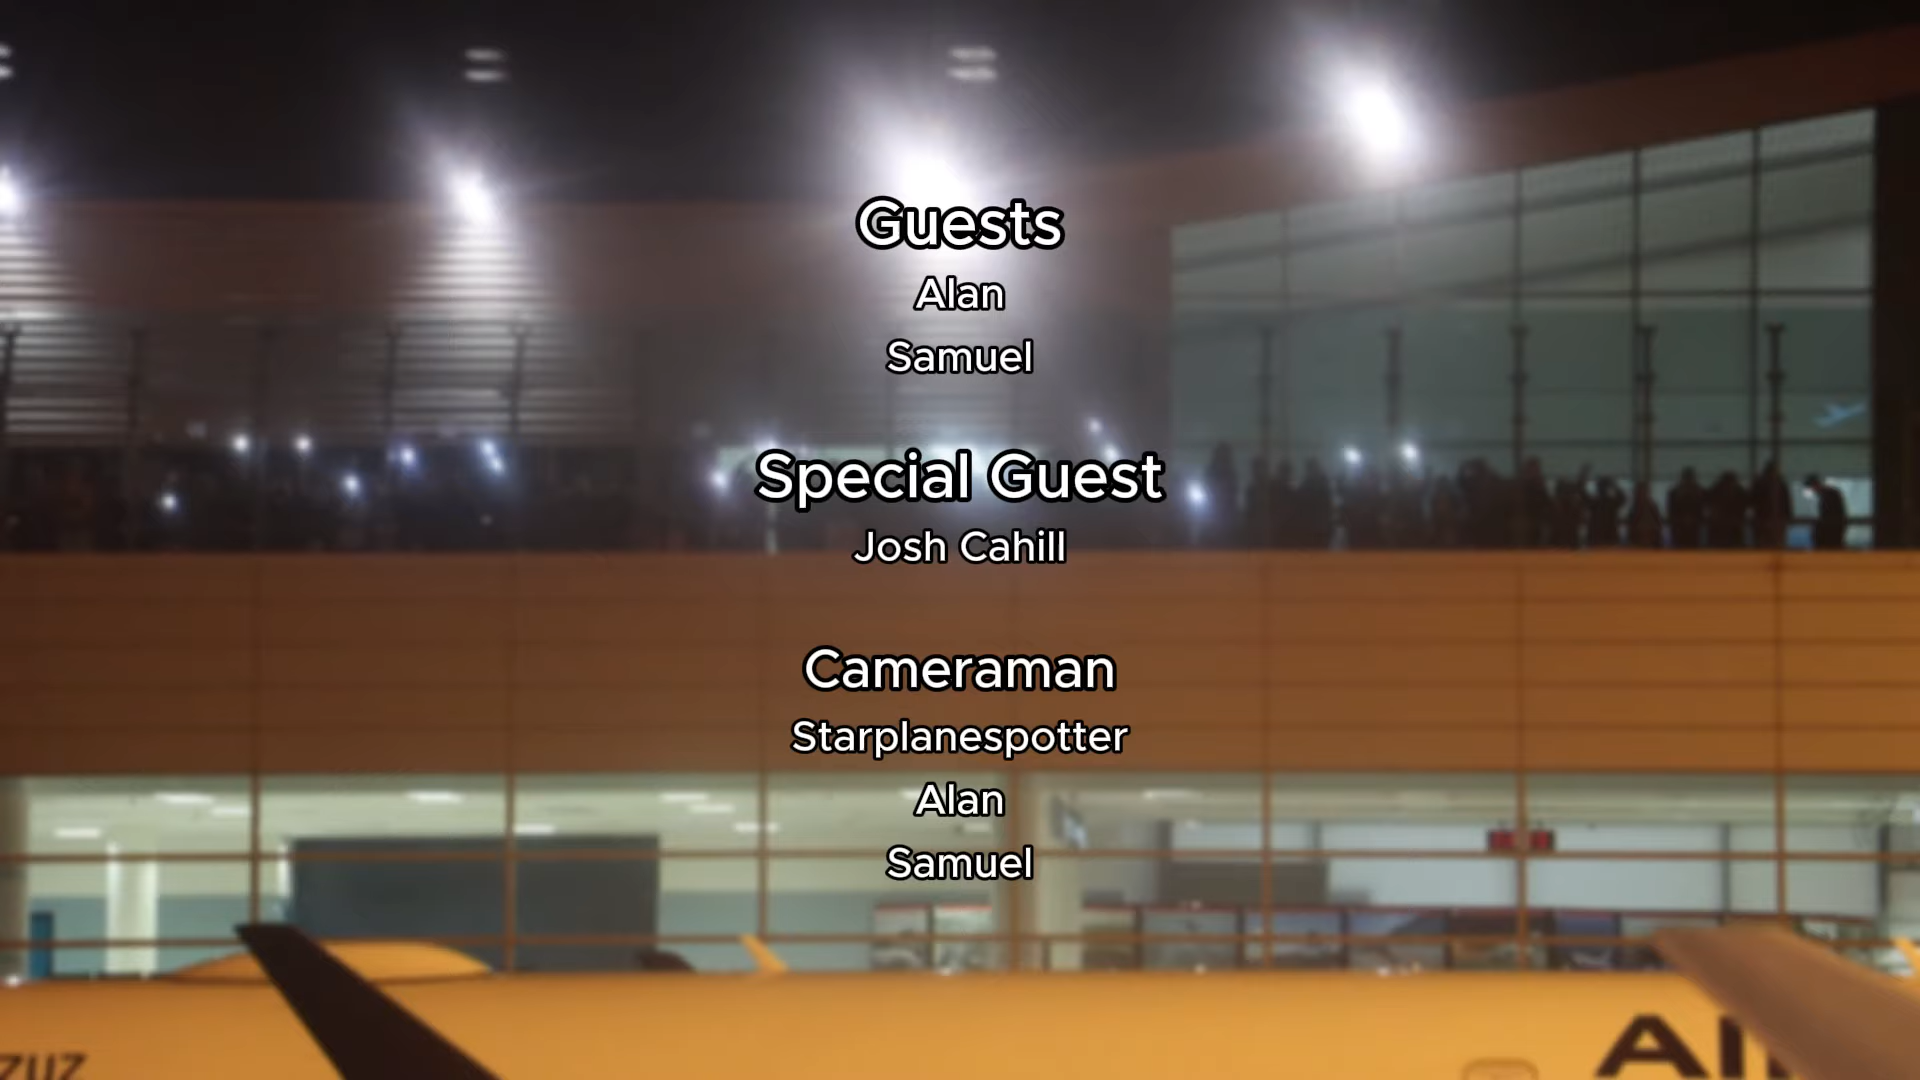 Guests
Alan
Samuel
Special Guest
Josh Cahill
Cameraman
Starplanespotter
Alan
Samuel